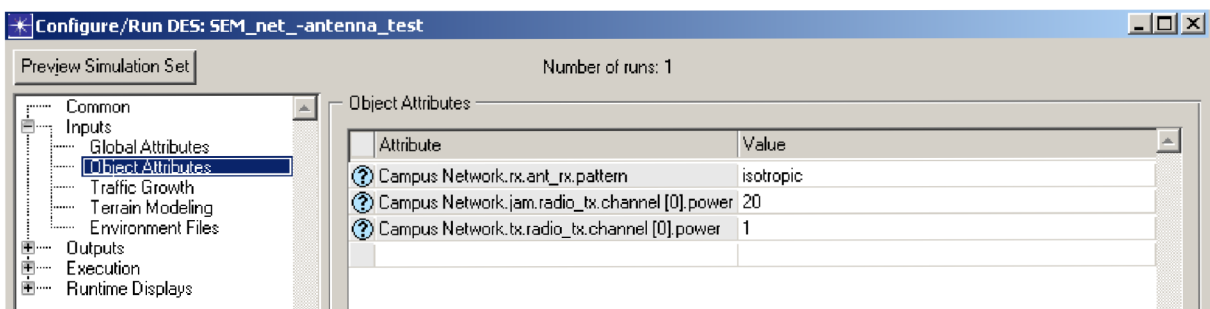 Configure/Run DES: SEM_net_-antenna_test
Preview Simulation Set
Number of runs: 1
Common
Inputs
Global Attributes
Object Attributes
Traffic Growth
Terrain Modeling
Environment Files
Outputs
Execution
Runtime Displays
Object Attributes
Attribute Value
Campus Network.rx.ant_rx.pattern isotropic
Campus Network.jam.radio_tx.channel [0].power 20
Campus Network.tx.radio_tx.channel [0].power 1